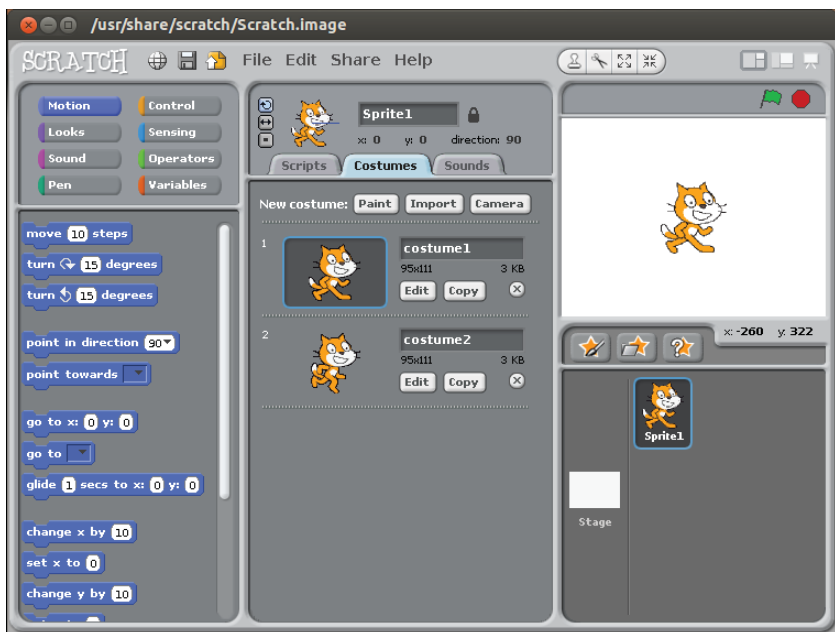 /usr/share/scratch/Scratch.image
SCRATCH File Edit Share Help
Motion Control
Looks Sensing
Sound Operators
Pen Variables
move 10 steps
turn 15 degrees
turn 15 degrees
point in direction 90
point towards
go to x: 0 y: 0
go to
glide 1 secs to x: 0 y: 0
change x by 10
set x to 0
change y by 10
Sprite1
x: 0 y: 0 direction: 90
Scripts Costumes Sounds
New costume: Paint Import Camera
1
costume1
95x111 3 KB
Edit Copy
2
costume2
95x111 3 KB
Edit Copy
x: -260 y: 322
Sprite1
Stage